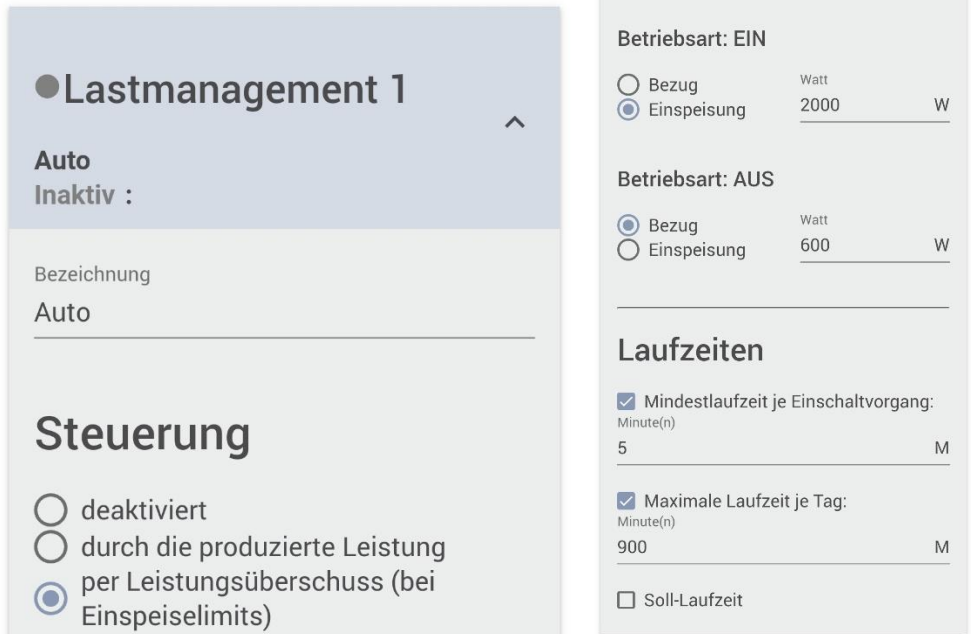 Lastmanagement 1
Auto
Inaktiv :
Bezeichnung
Auto
Steuerung
deaktiviert
durch die produzierte Leistung
per Leistungsüberschuss (bei
Einspeiselimits)
Betriebsart: EIN
Bezug
Einspeisung
Watt
2000 W
Betriebsart: AUS
Bezug
Einspeisung
Watt
600 W
Laufzeiten
Mindestlaufzeit je Einschaltvorgang:
Minute(n)
5 M
Maximale Laufzeit je Tag:
Minute(n)
900 M
Soll-Laufzeit